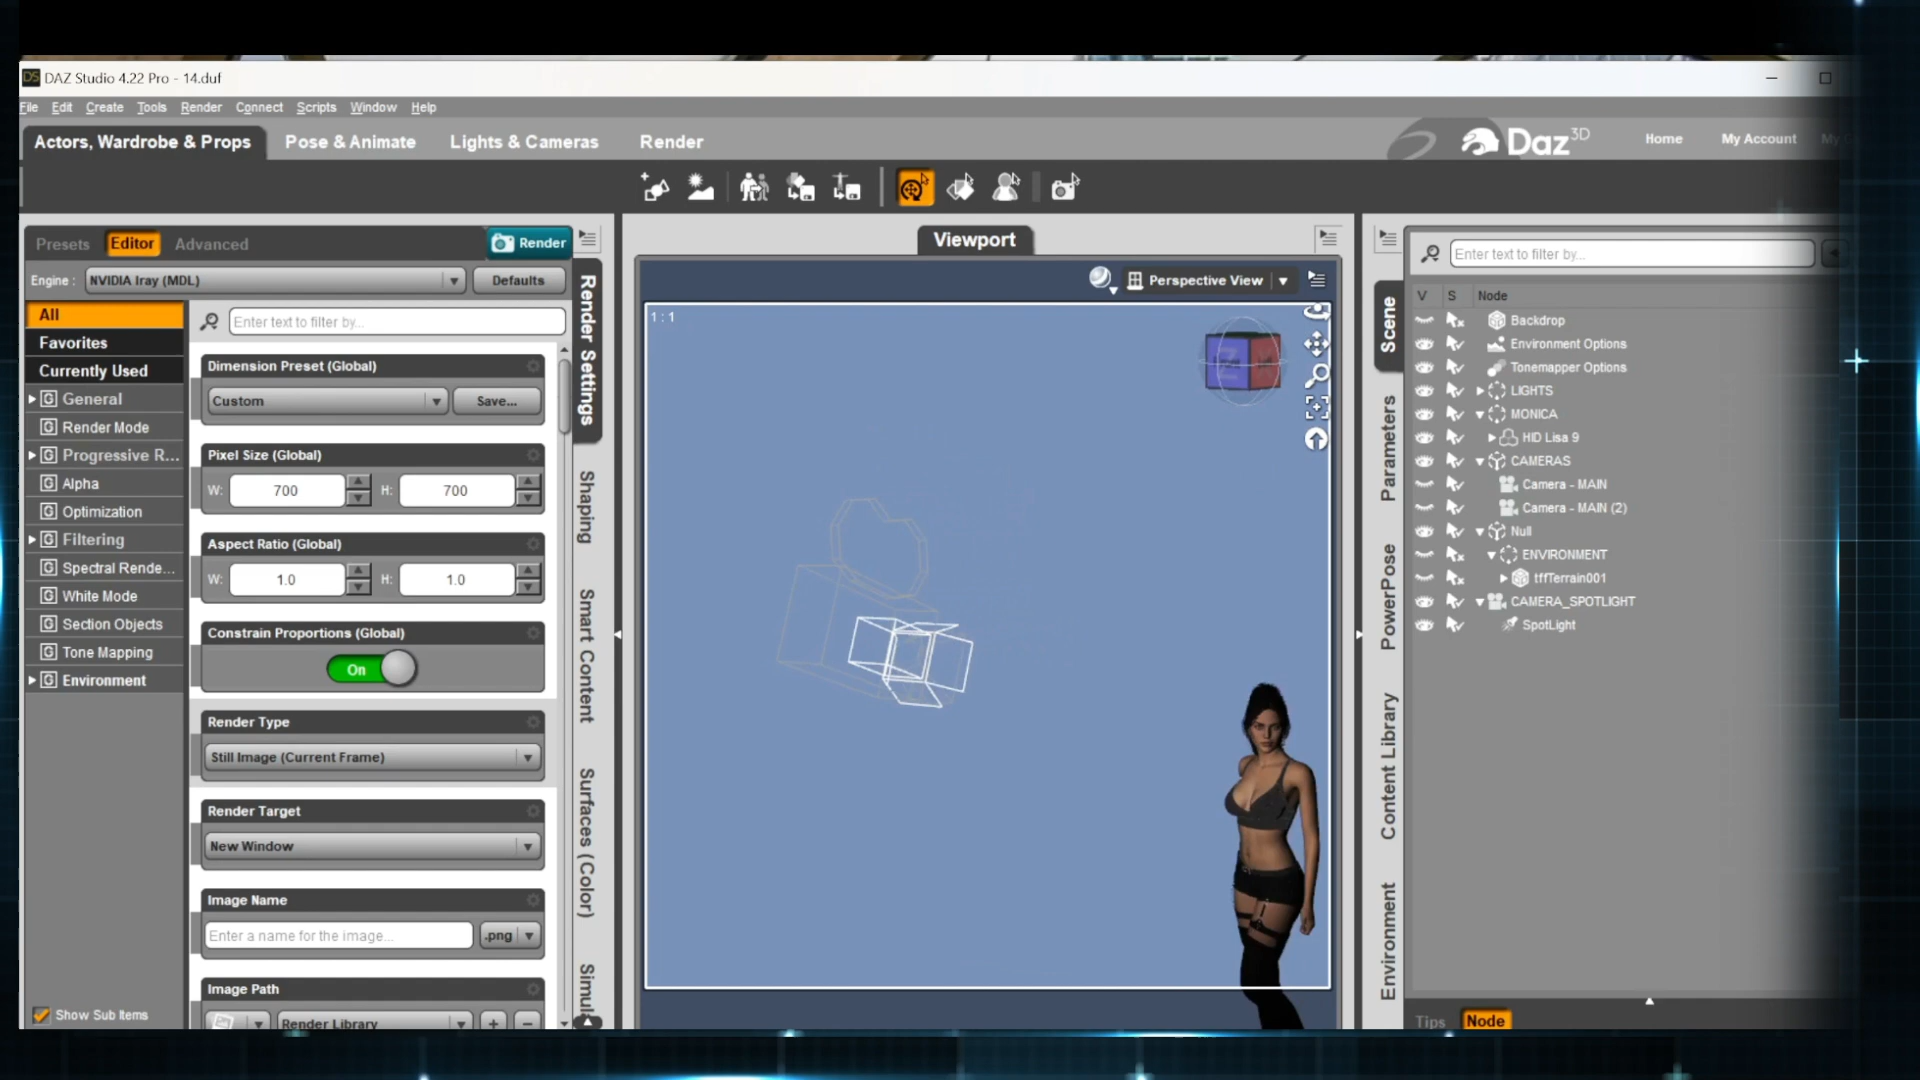 DS DAZ Studio 4.22 Pro - 14.duf
File Edit Create Tools Render Connect Scripts Window Help
Actors, Wardrobe & Props Pose & Animate Lights & Cameras Render
Daz 3D Home My Account
Presets Editor Advanced Render
Engine : NVIDIA Iray (MDL) Defaults
All
Favorites
Currently Used
G General
G Render Mode
G Progressive R...
G Alpha
G Optimization
G Filtering
G Spectral Rende...
G White Mode
G Section Objects
G Tone Mapping
G Environment
Show Sub Items
Enter text to filter by...
Dimension Preset (Global)
Custom Save...
Pixel Size (Global)
W: 700 H: 700
Aspect Ratio (Global)
W: 1.0 H: 1.0
Constrain Proportions (Global)
On
Render Type
Still Image (Current Frame)
Render Target
New Window
Image Name
Enter a name for the image... .png
Image Path
Render Library
Render Settings
Shaping
Smart Content
Surfaces (Color)
Simul
Viewport
Perspective View
1 : 1
Scene
Parameters
PowerPose
Content Library
Environment
Enter text to filter by...
V S Node
Backdrop
Environment Options
Tonemapper Options
LIGHTS
MONICA
HID Lisa 9
CAMERAS
Camera - MAIN
Camera - MAIN (2)
Null
ENVIRONMENT
tffTerrain001
CAMERA_SPOTLIGHT
SpotLight
Tips Node